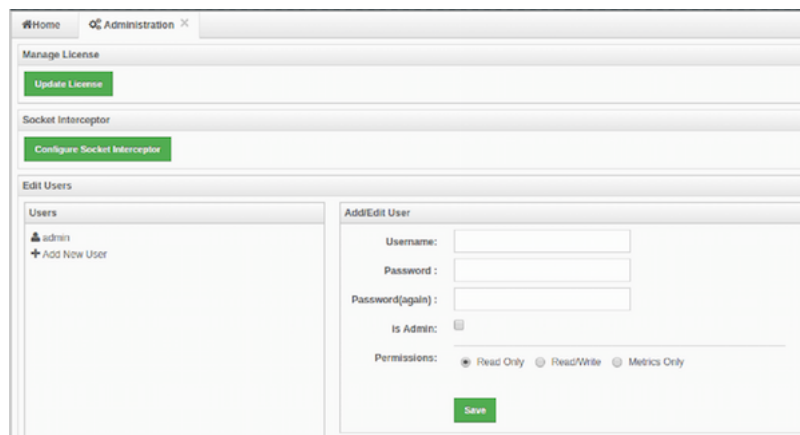 Home Administration
Manage License
Update License
Socket Interceptor
Configure Socket Interceptor
Edit Users
Users
admin
Add New User
Add/Edit User
Username:
Password :
Password(again) :
is Admin:
Permissions: Read Only Read/Write Metrics Only
Save